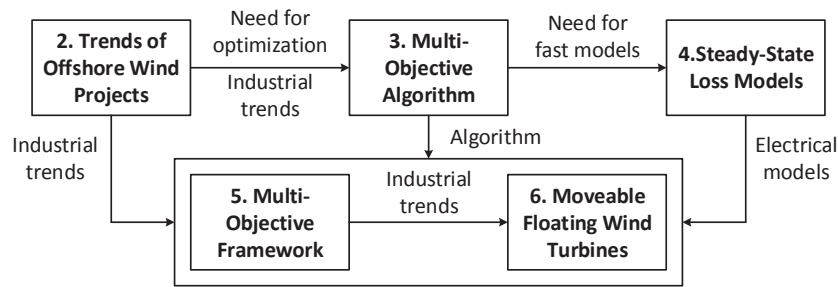 2. Trends of
Offshore Wind
Projects
Need for
optimization
Industrial
trends
3. Multi-
Objective
Algorithm
Need for
fast models
4.Steady-State
Loss Models
Industrial
trends
Algorithm
Electrical
models
5. Multi-
Objective
Framework
Industrial
trends
6. Moveable
Floating Wind
Turbines